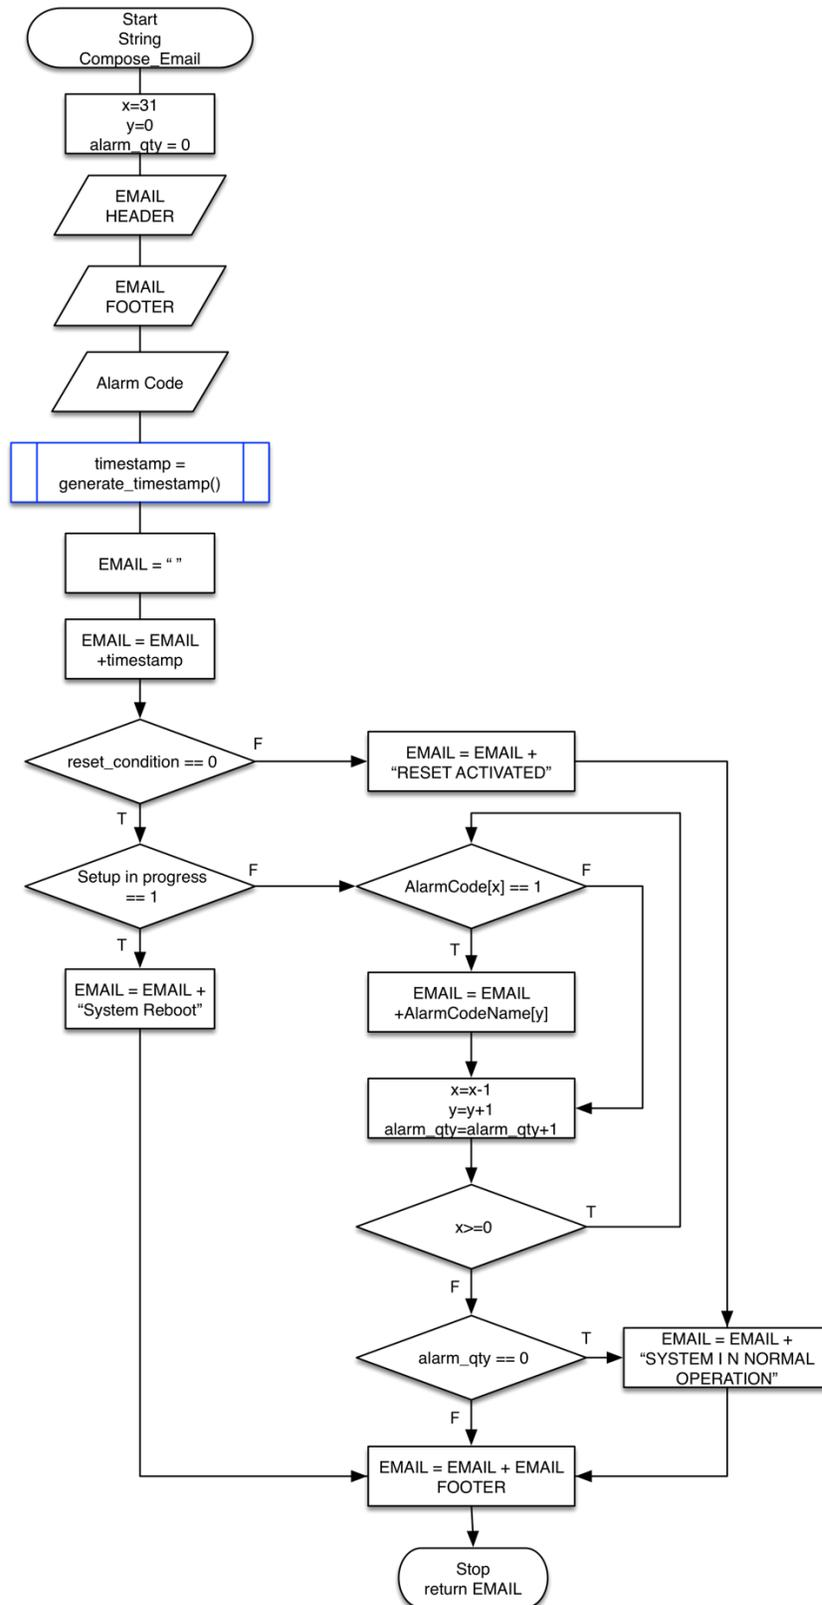 Start
String
Compose_Email
x=31
y=0
alarm_qty = 0
EMAIL
HEADER
EMAIL
FOOTER
Alarm Code
timestamp =
generate_timestamp()
EMAIL = “ ”
EMAIL = EMAIL
+timestamp
reset_condition == 0
F
EMAIL = EMAIL +
“RESET ACTIVATED”
T
Setup in progress
== 1
F
AlarmCode[x] == 1
F
T
T
EMAIL = EMAIL +
“System Reboot”
EMAIL = EMAIL
+AlarmCodeName[y]
x=x-1
y=y+1
alarm_qty=alarm_qty+1
x>=0
T
F
alarm_qty == 0
T
EMAIL = EMAIL +
“SYSTEM I N NORMAL
OPERATION”
F
EMAIL = EMAIL + EMAIL
FOOTER
Stop
return EMAIL